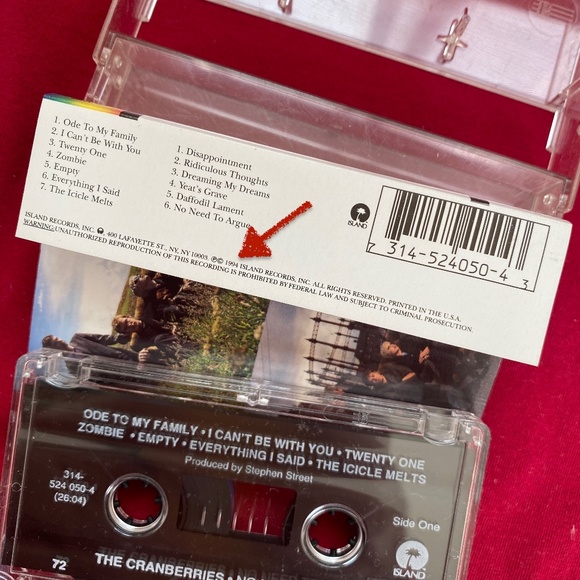 1. Ode To My Family
2. I Can't Be With You
3. Twenty One
4. Zombie
5. Empty
6. Everything I Said
7. The Icicle Melts
1. Disappointment
2. Ridiculous Thoughts
3. Dreaming My Dreams
4. Yeat's Grave
5. Daffodil Lament
6. No Need To Argue
ISLAND
7 314-524050-4 3
ISLAND RECORDS, INC. 400 LAFAYETTE ST., NY, NY 10003. ℗© 1994 ISLAND RECORDS, INC. ALL RIGHTS RESERVED. PRINTED IN THE U.S.A.
WARNING: UNAUTHORIZED REPRODUCTION OF THIS RECORDING IS PROHIBITED BY FEDERAL LAW AND SUBJECT TO CRIMINAL PROSECUTION.
ODE TO MY FAMILY • I CAN'T BE WITH YOU • TWENTY ONE
ZOMBIE • EMPTY • EVERYTHING I SAID • THE ICICLE MELTS
Produced by Stephen Street
314-
524 050-4
(26:04)
Side One
ISLAND
72
THE CRANBERRIES • NO